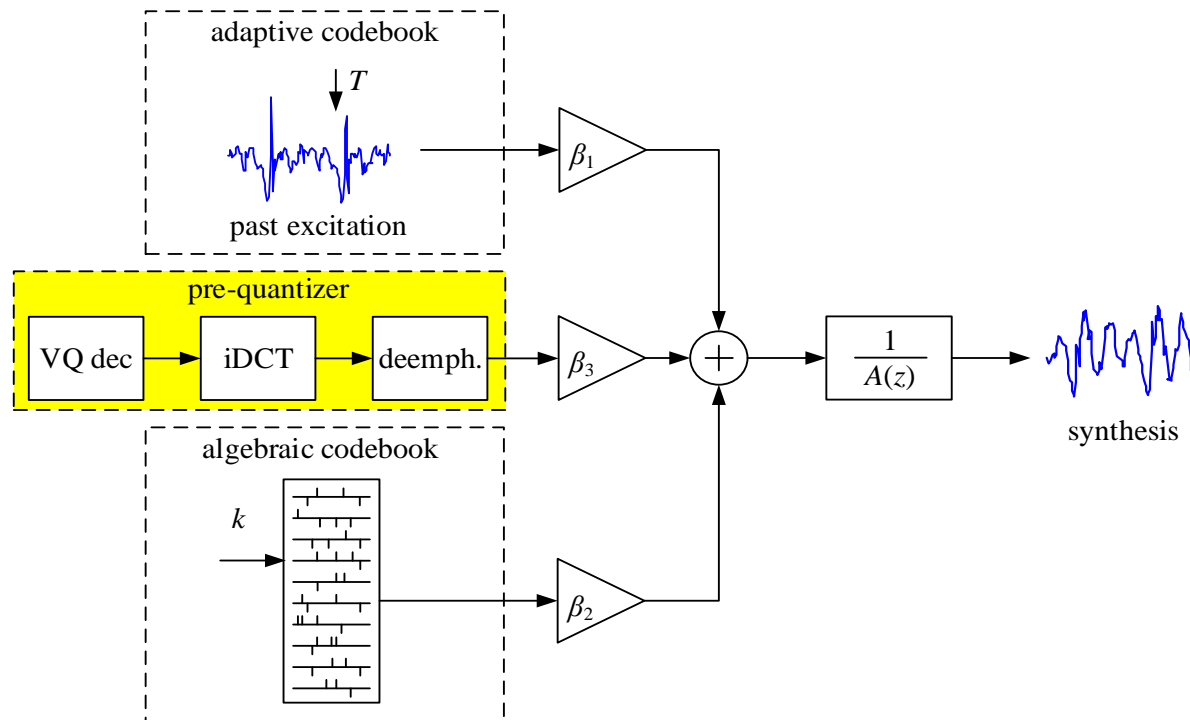 adaptive codebook
T
past excitation
β1
pre-quantizer
VQ dec
iDCT
deemph.
β3
+
1
A(z)
synthesis
algebraic codebook
k
β2